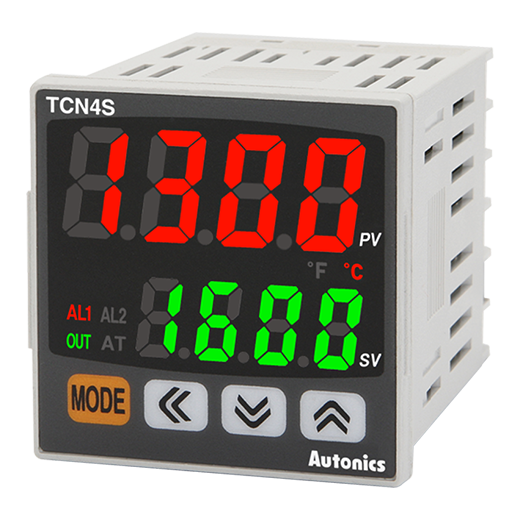 TCN4S
1300
PV
°F °C
AL1 AL2
1600
OUT AT
SV
MODE
Autonics